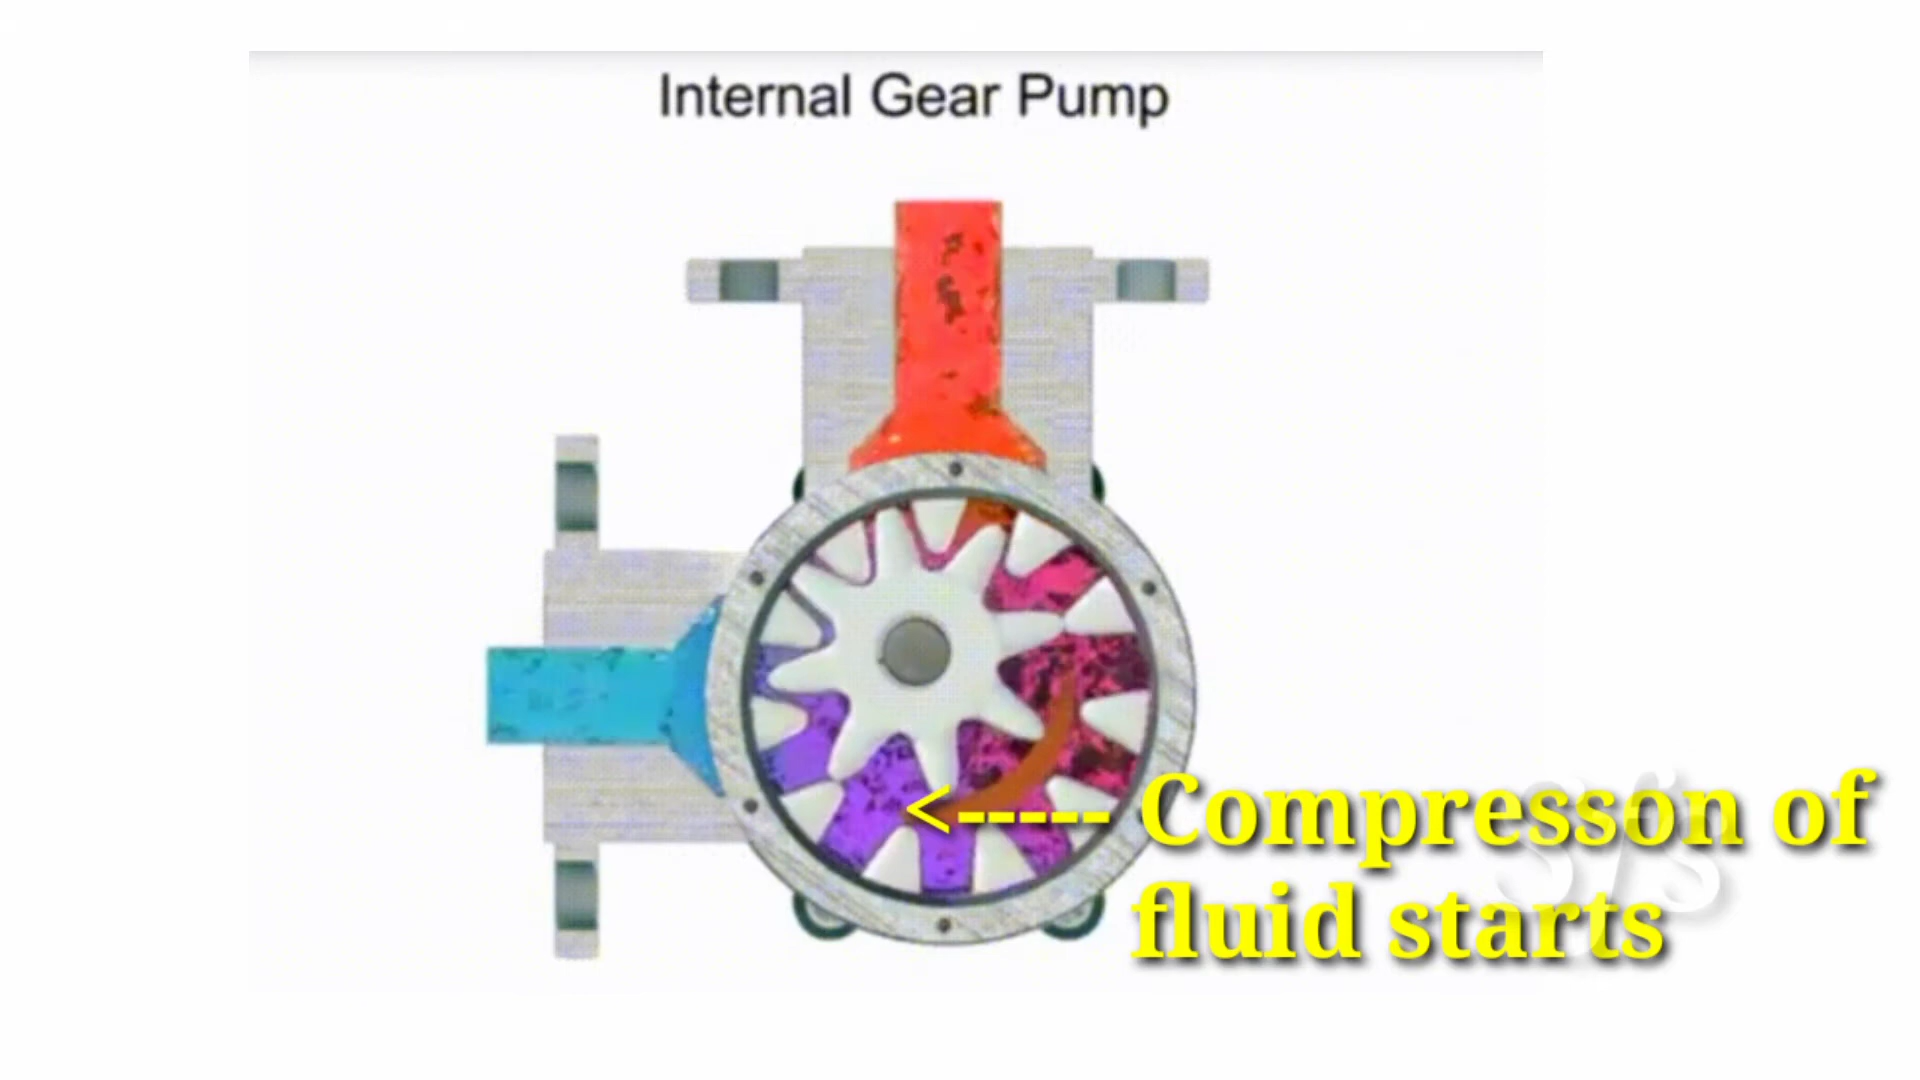 Internal Gear Pump
<----- Compresson of
fluid starts